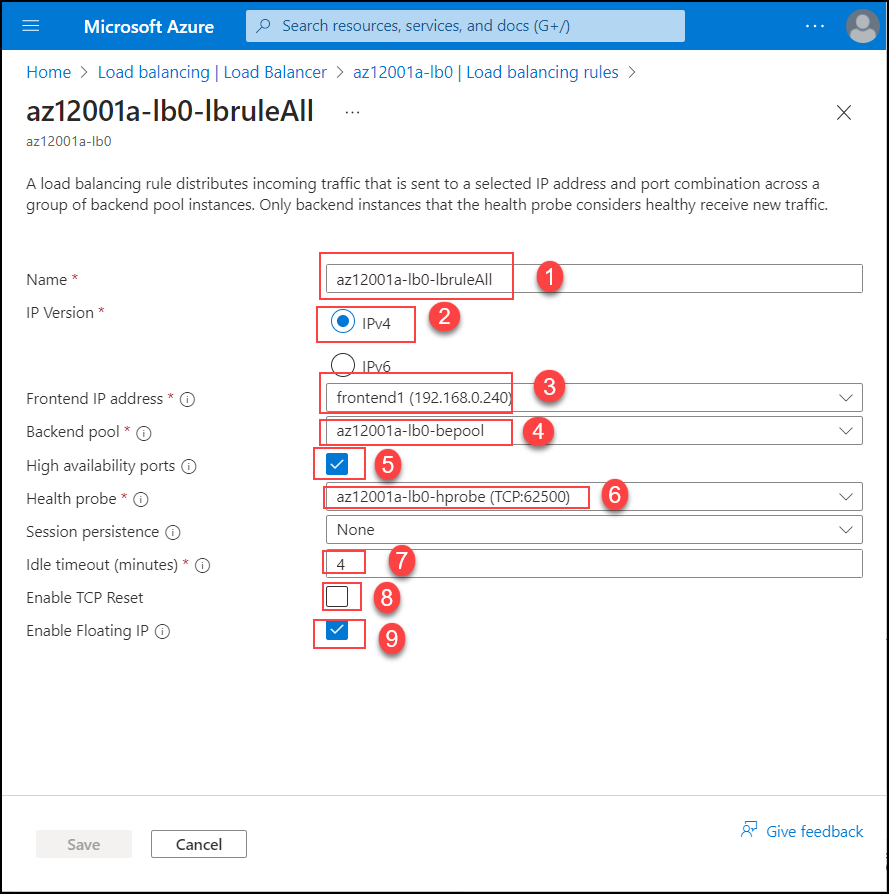 Microsoft Azure
Search resources, services, and docs (G+/)
Home > Load balancing | Load Balancer > az12001a-lb0 | Load balancing rules >
az12001a-lb0-lbruleAll ...
az12001a-lb0
A load balancing rule distributes incoming traffic that is sent to a selected IP address and port combination across a
group of backend pool instances. Only backend instances that the health probe considers healthy receive new traffic.
Name * az12001a-lb0-lbruleAll 1
IP Version * IPv4 2
IPv6
Frontend IP address * frontend1 (192.168.0.240) 3
Backend pool * az12001a-lb0-bepool 4
High availability ports 5
Health probe * az12001a-lb0-hprobe (TCP:62500) 6
Session persistence None
Idle timeout (minutes) * 4 7
Enable TCP Reset 8
Enable Floating IP 9
Save Cancel Give feedback